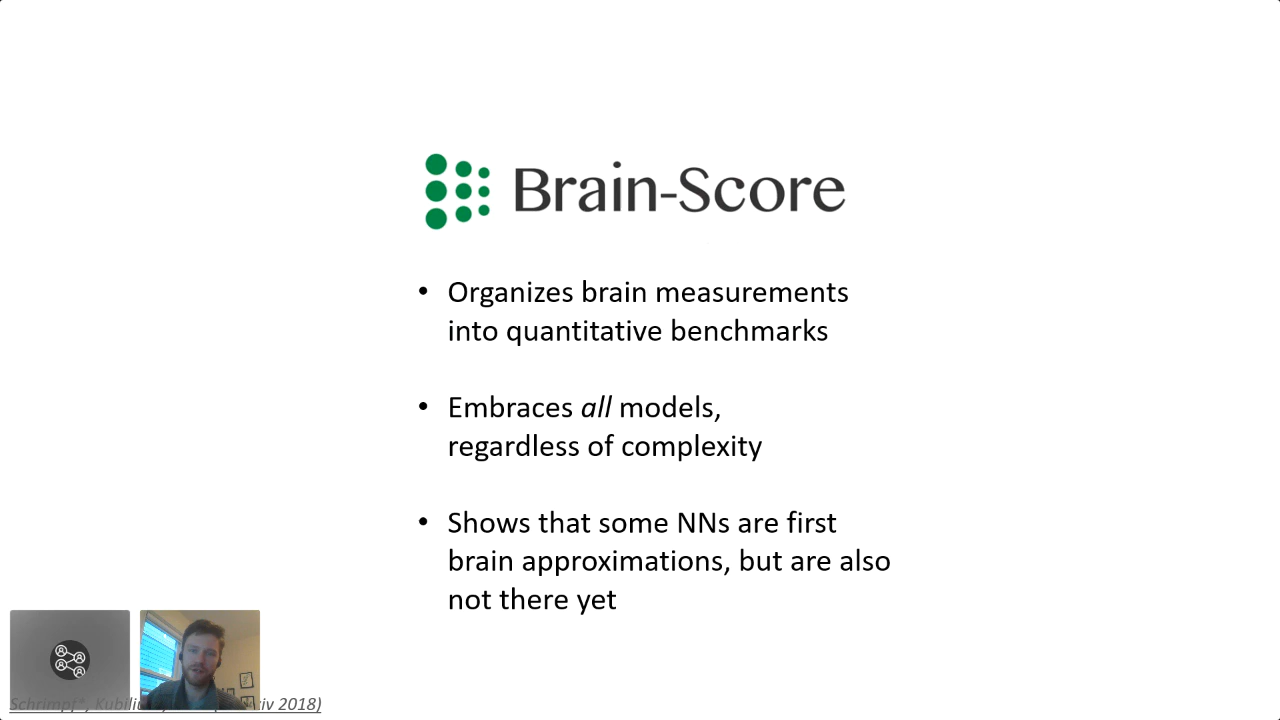 Brain-Score
• Organizes brain measurements
into quantitative benchmarks
• Embraces all models,
regardless of complexity
• Shows that some NNs are first
brain approximations, but are also
not there yet
Schrimpf*, 2018)